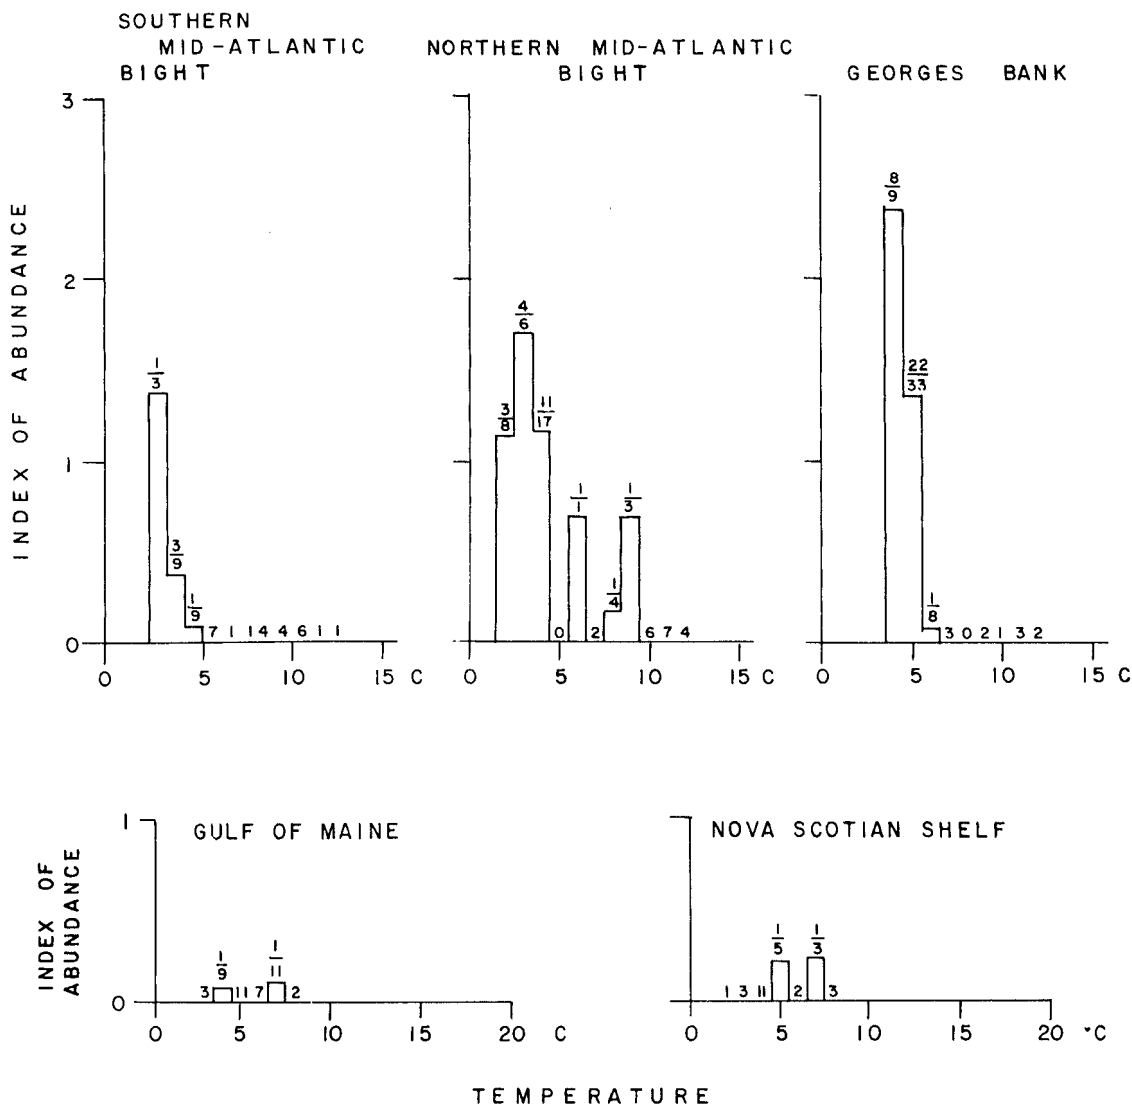 SOUTHERN
MID-ATLANTIC
BIGHT
NORTHERN MID-ATLANTIC
BIGHT
GEORGES BANK
INDEX OF ABUNDANCE
3
2
1
0
1/3
3/9
1/9
7 1 1 4 4 6 1 1
0 5 10 15 C
3/8
4/6
11/17
0
1/1
2
1/4
1/3
6 7 4
0 5 10 15 C
8/9
22/33
1/8
3 0 2 1 3 2
0 5 10 15 C
GULF OF MAINE
INDEX OF
ABUNDANCE
1
0
3
1/9
11 7
1/11
2
0 5 10 15 20 C
NOVA SCOTIAN SHELF
1 3 11
1/5
2
1/3
3
0 5 10 15 20 °C
TEMPERATURE